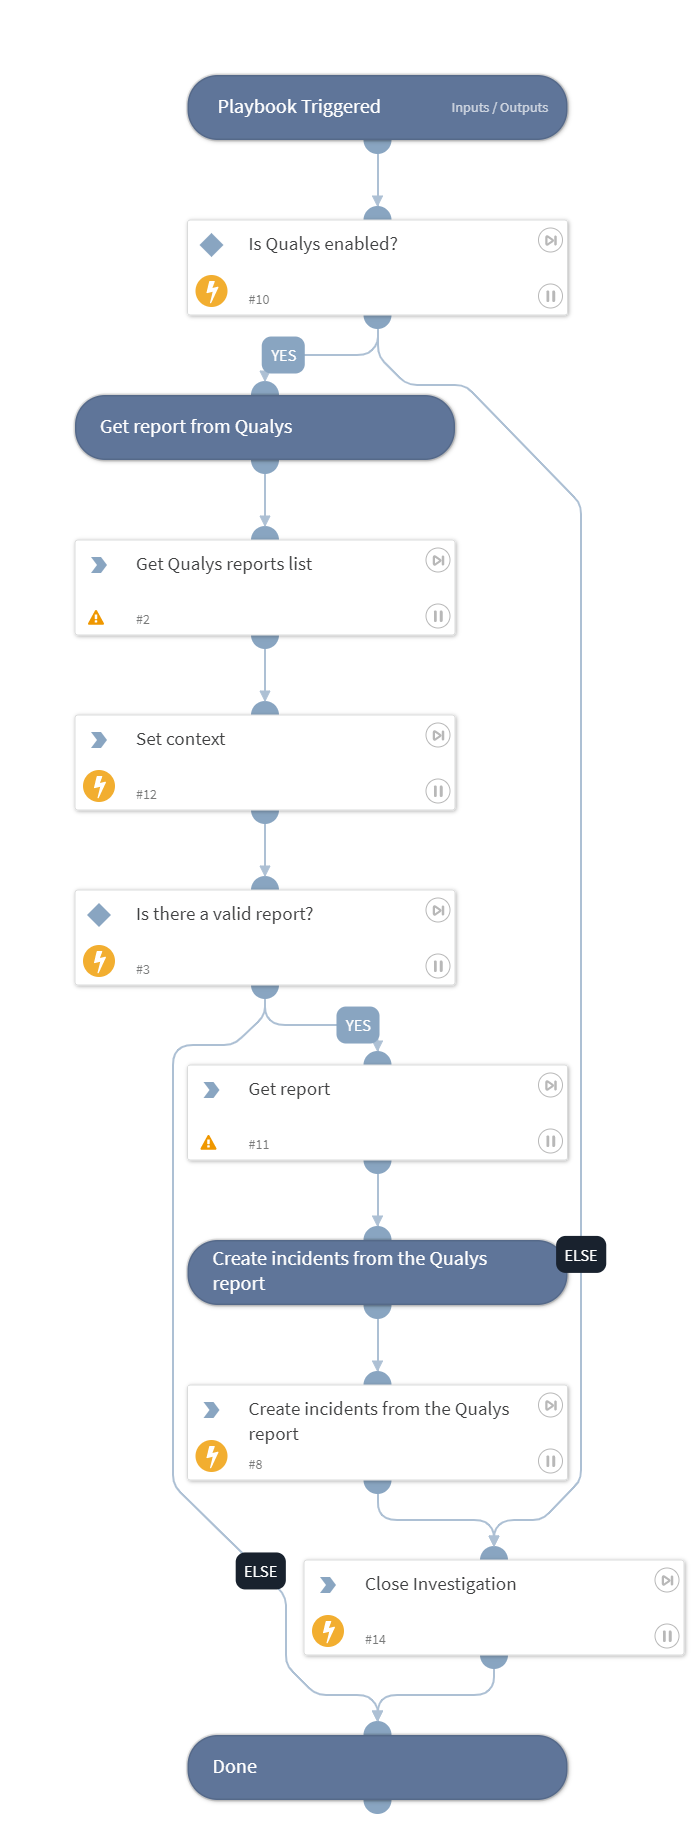 Playbook Triggered
Inputs / Outputs
Is Qualys enabled?
#10
YES
Get report from Qualys
Get Qualys reports list
#2
Set context
#12
Is there a valid report?
#3
YES
Get report
#11
Create incidents from the Qualys
report
ELSE
Create incidents from the Qualys
report
#8
ELSE
Close Investigation
#14
Done